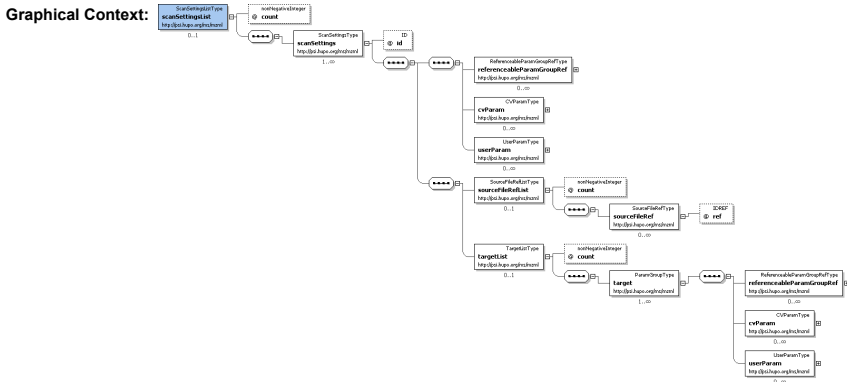 Graphical Context:
ScanSettingsListType
scanSettingsList
http://psi.hupo.org/ms/mzml
0..1
nonNegativeInteger
@ count
ScanSettingsType
scanSettings
http://psi.hupo.org/ms/mzml
1..∞
ID
@ id
ReferenceableParamGroupRefType
referenceableParamGroupRef
http://psi.hupo.org/ms/mzml
0..∞
CVParamType
cvParam
http://psi.hupo.org/ms/mzml
0..∞
UserParamType
userParam
http://psi.hupo.org/ms/mzml
0..∞
SourceFileRefListType
sourceFileRefList
http://psi.hupo.org/ms/mzml
0..1
nonNegativeInteger
@ count
SourceFileRefType
sourceFileRef
http://psi.hupo.org/ms/mzml
0..∞
IDREF
@ ref
TargetListType
targetList
http://psi.hupo.org/ms/mzml
0..1
nonNegativeInteger
@ count
ParamGroupType
target
http://psi.hupo.org/ms/mzml
1..∞
ReferenceableParamGroupRefType
referenceableParamGroupRef
http://psi.hupo.org/ms/mzml
0..∞
CVParamType
cvParam
http://psi.hupo.org/ms/mzml
0..∞
UserParamType
userParam
http://psi.hupo.org/ms/mzml
0..∞